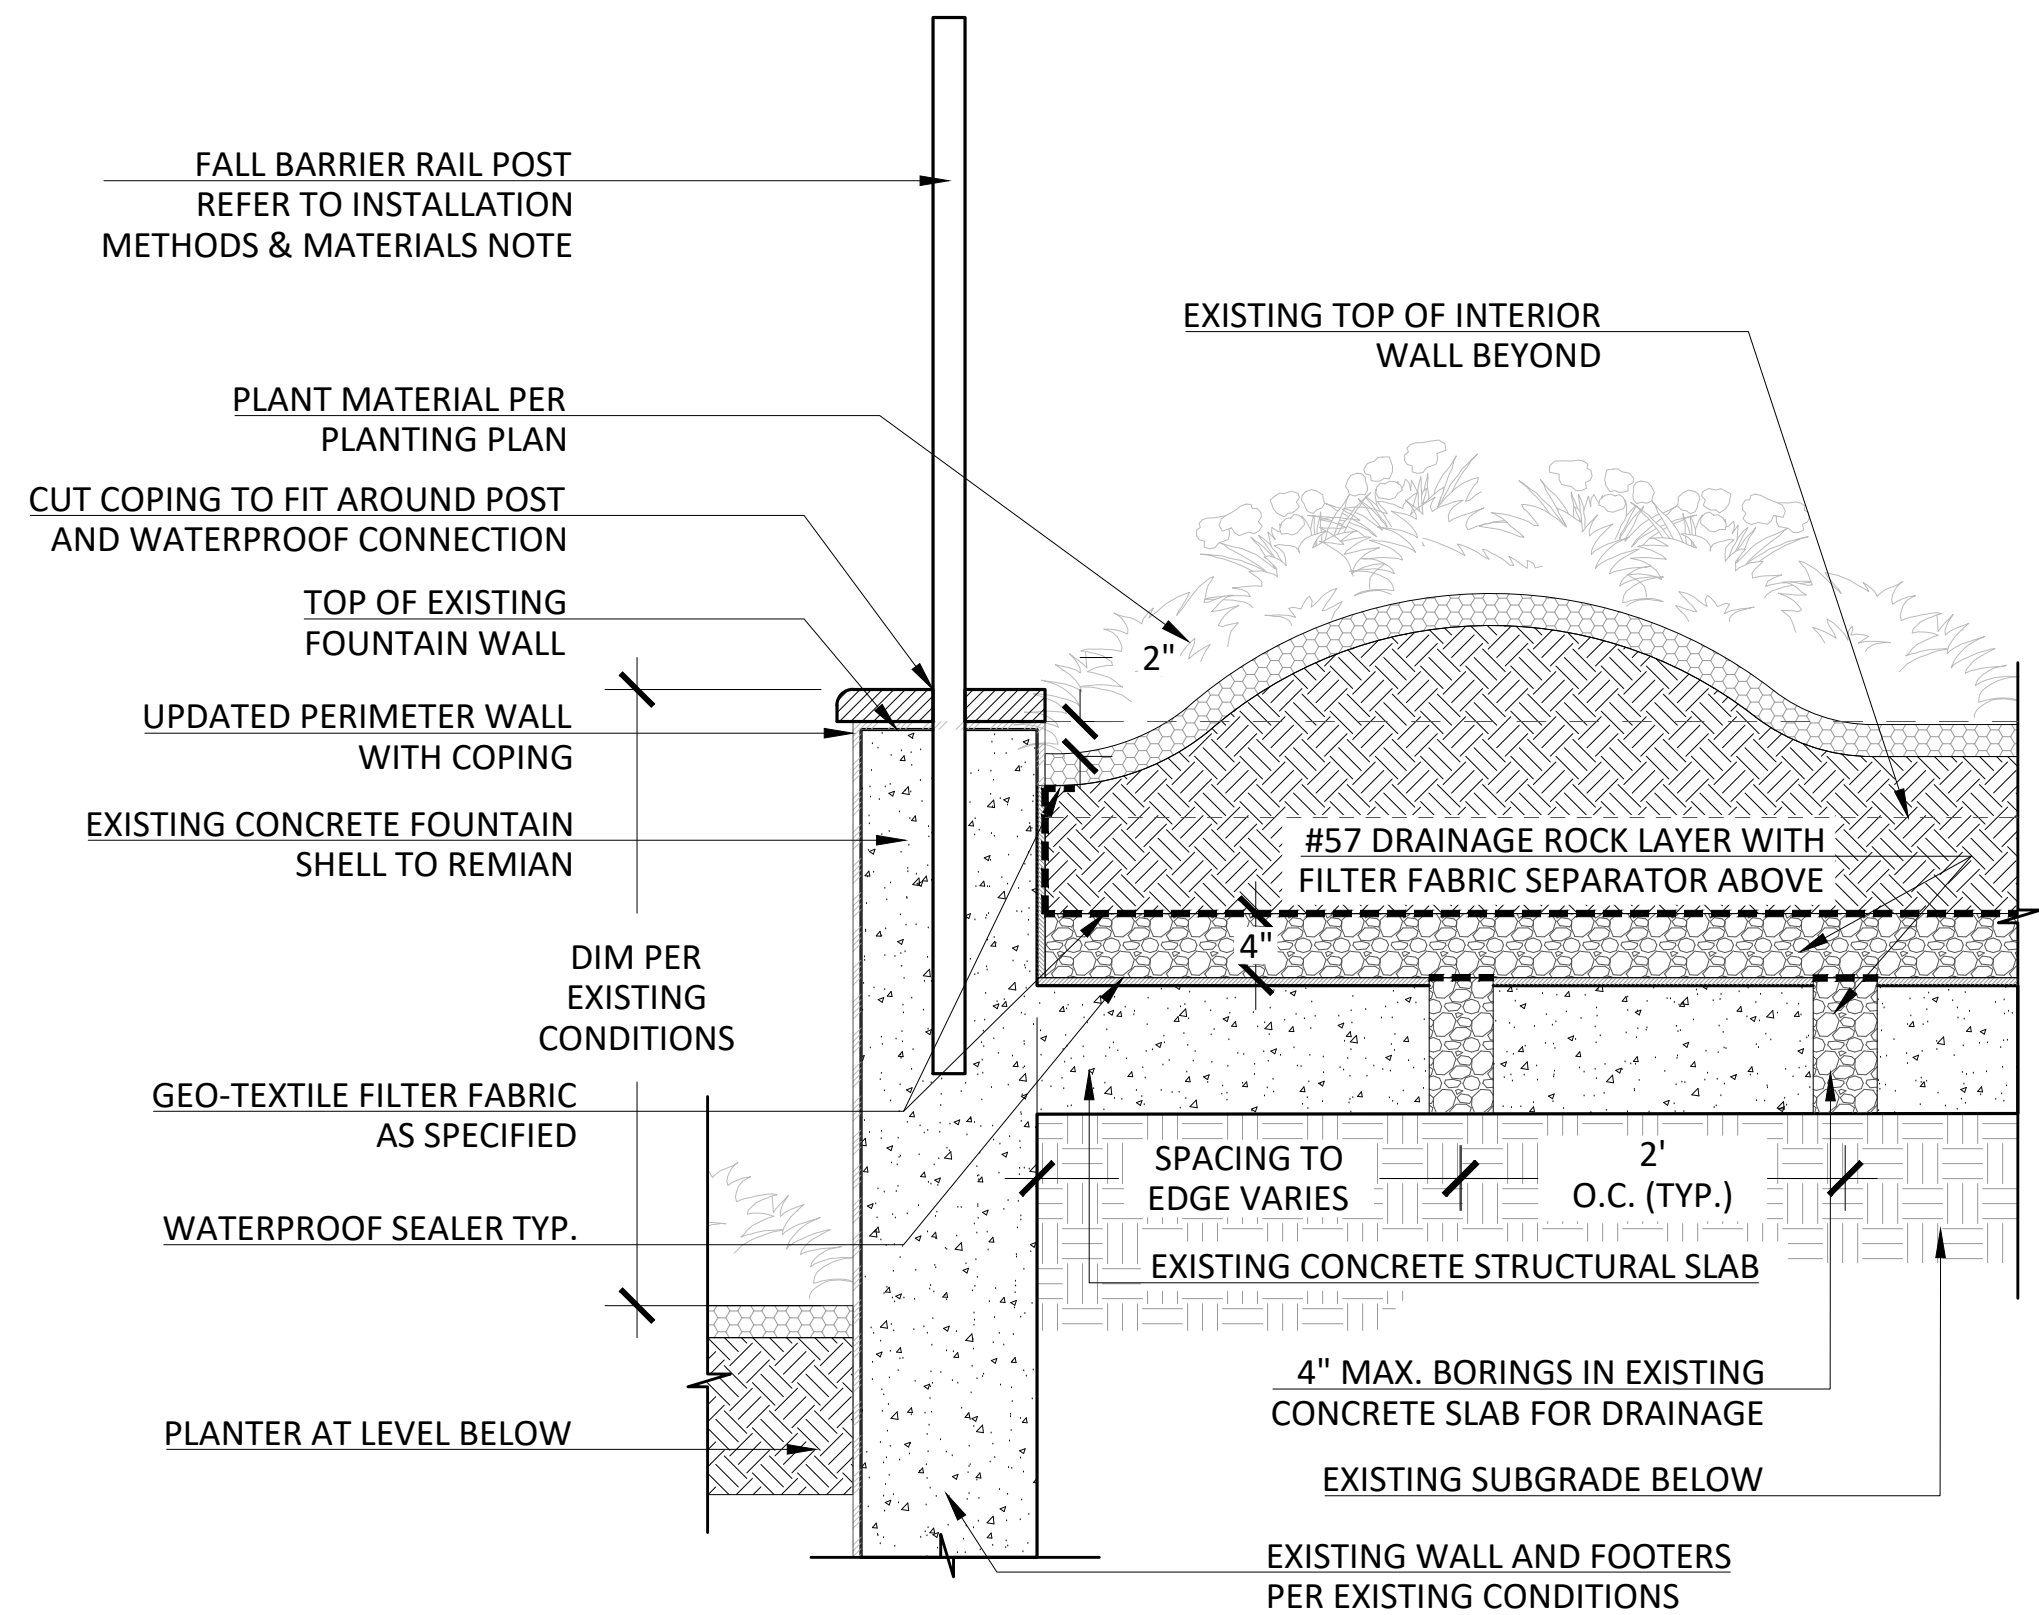 FALL BARRIER RAIL POST
REFER TO INSTALLATION
METHODS & MATERIALS NOTE
EXISTING TOP OF INTERIOR
WALL BEYOND
PLANT MATERIAL PER
PLANTING PLAN
CUT COPING TO FIT AROUND POST
AND WATERPROOF CONNECTION
TOP OF EXISTING
FOUNTAIN WALL
2"
UPDATED PERIMETER WALL
WITH COPING
EXISTING CONCRETE FOUNTAIN
SHELL TO REMIAN
#57 DRAINAGE ROCK LAYER WITH
FILTER FABRIC SEPARATOR ABOVE
4"
DIM PER
EXISTING
CONDITIONS
GEO-TEXTILE FILTER FABRIC
AS SPECIFIED
SPACING TO
EDGE VARIES
2'
O.C. (TYP.)
WATERPROOF SEALER TYP.
EXISTING CONCRETE STRUCTURAL SLAB
4" MAX. BORINGS IN EXISTING
CONCRETE SLAB FOR DRAINAGE
PLANTER AT LEVEL BELOW
EXISTING SUBGRADE BELOW
EXISTING WALL AND FOOTERS
PER EXISTING CONDITIONS